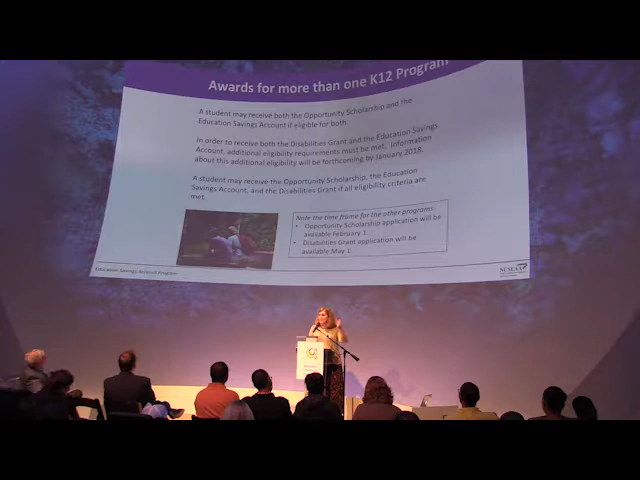 Awards for more than one K12 Program
A student may receive both the Opportunity Scholarship and the
Education Savings Account if eligible for both.
In order to receive both the Disabilities Grant and the Education Savings
Account, additional eligibility requirements must be met. Information
about this additional eligibility will be forthcoming by January 2018.
A student may receive the Opportunity Scholarship, the Education
Savings Account, and the Disabilities Grant if all eligibility criteria are
met.
Note the time frame for the other programs:
• Opportunity Scholarship application will be
available February 1.
• Disabilities Grant application will be
available May 1.
Education Savings Account Program